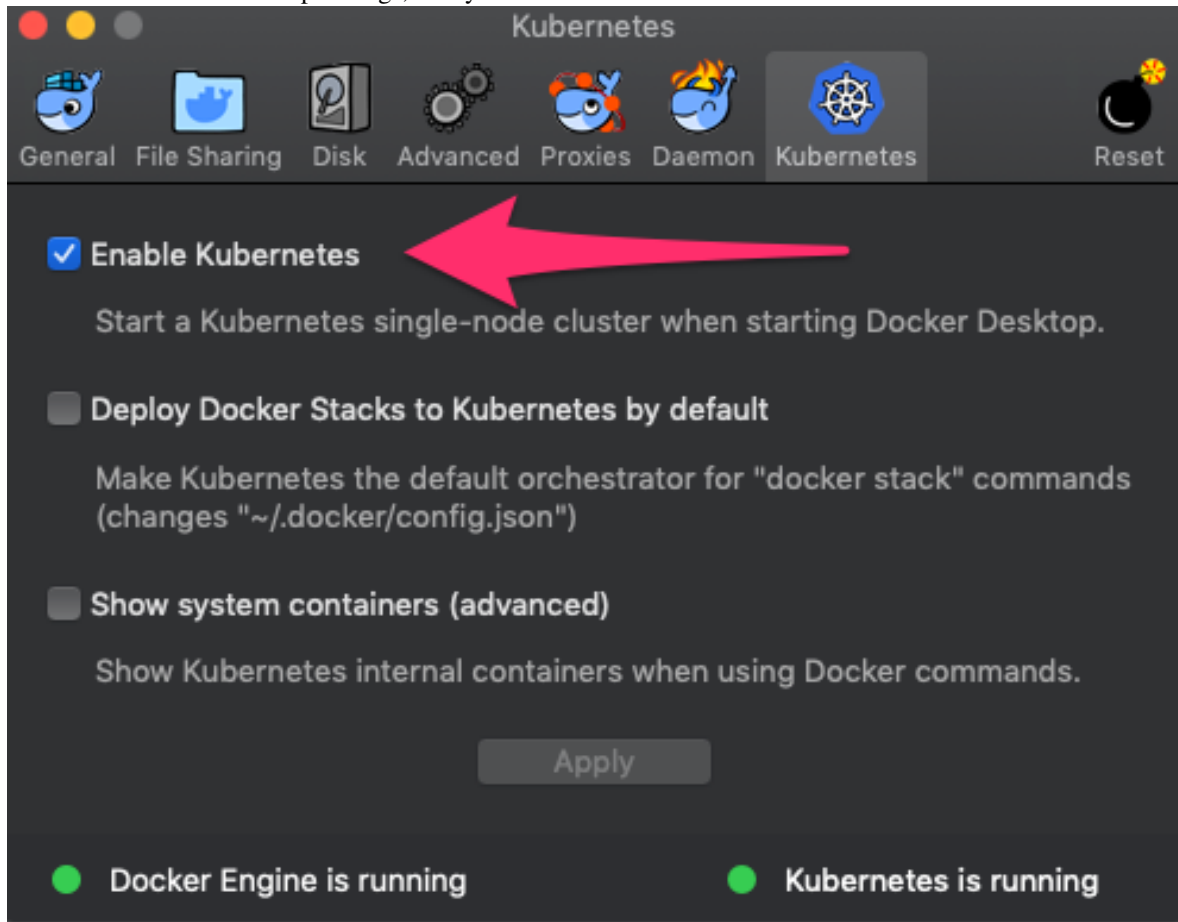 Kubernetes
General File Sharing Disk Advanced Proxies Daemon Kubernetes Reset
Enable Kubernetes
Start a Kubernetes single-node cluster when starting Docker Desktop.
Deploy Docker Stacks to Kubernetes by default
Make Kubernetes the default orchestrator for "docker stack" commands
(changes "~/.docker/config.json")
Show system containers (advanced)
Show Kubernetes internal containers when using Docker commands.
Apply
Docker Engine is running Kubernetes is running